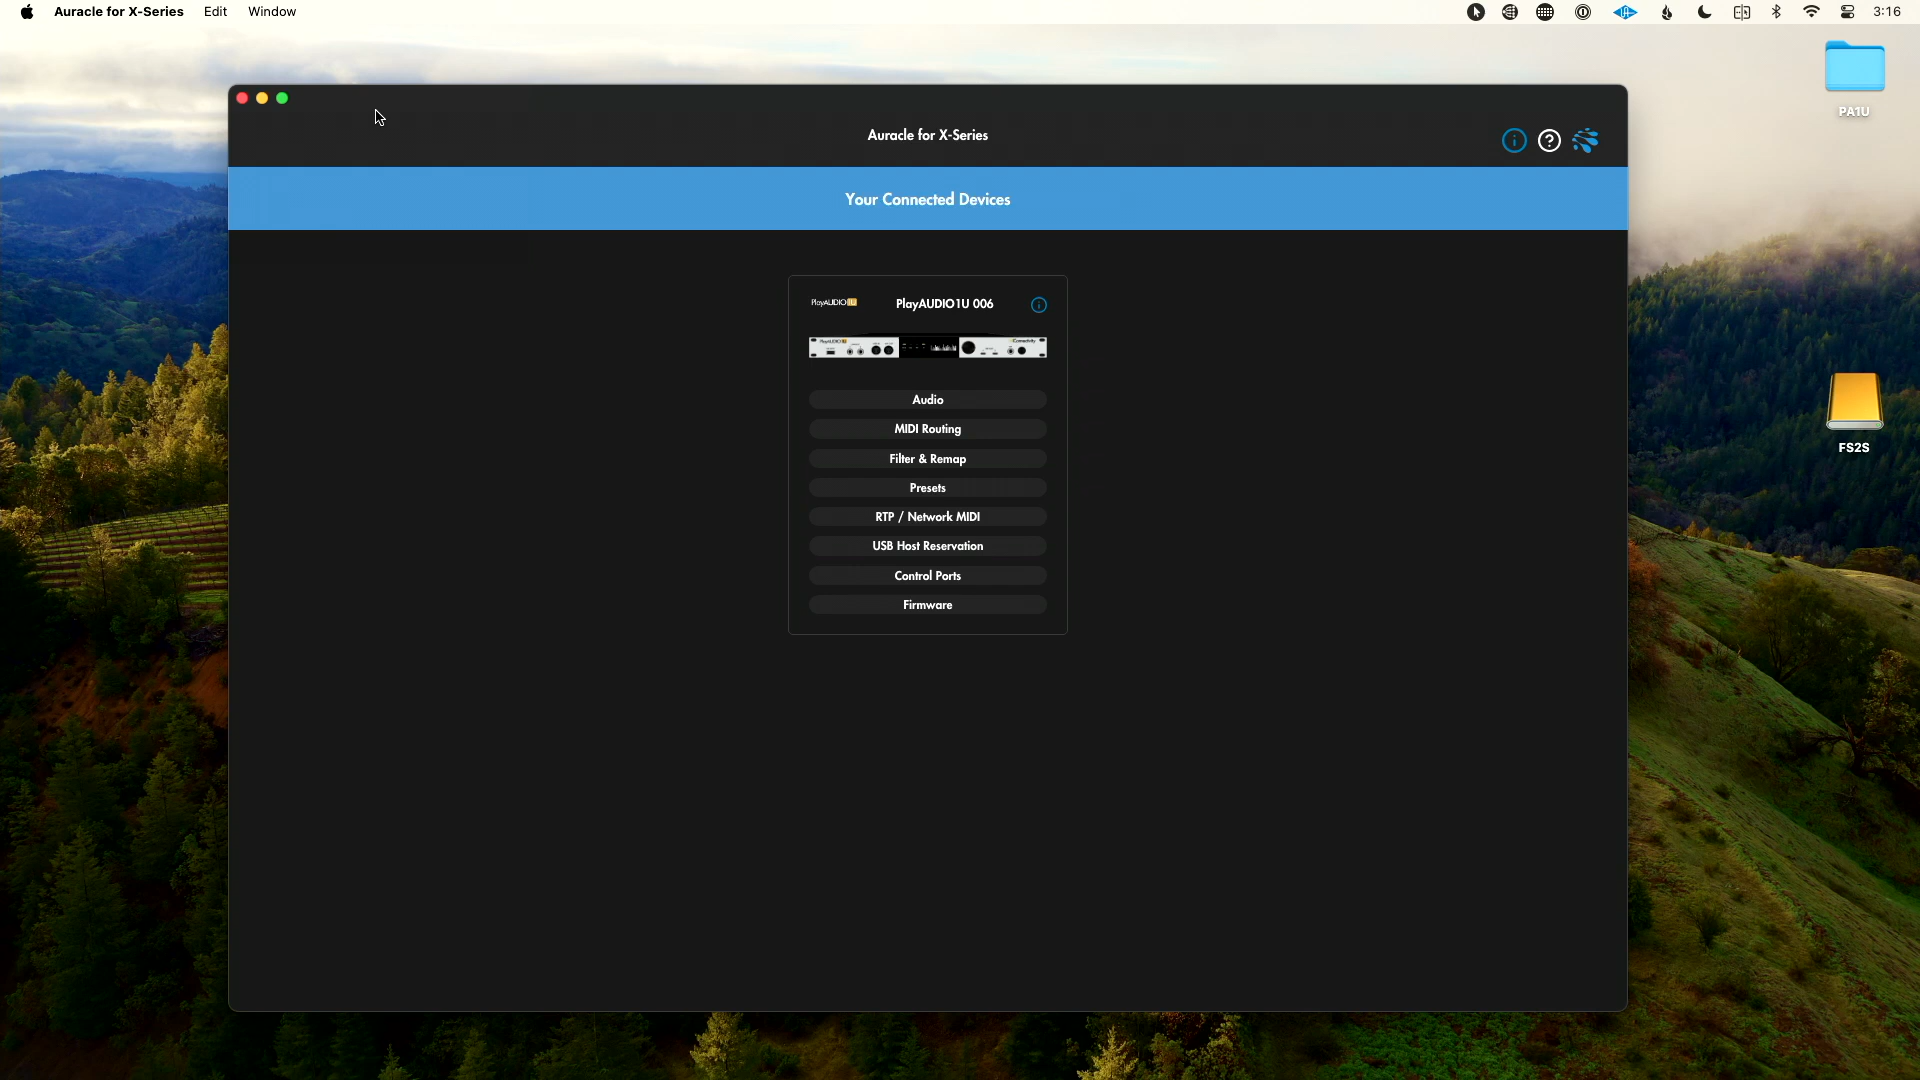 Auracle for X-Series Edit Window 3:16
PA1U
Auracle for X-Series
Your Connected Devices
PlayAUDIO1U PlayAUDIO1U 006
Audio
MIDI Routing
Filter & Remap
Presets
RTP / Network MIDI
USB Host Reservation
Control Ports
Firmware
FS2S